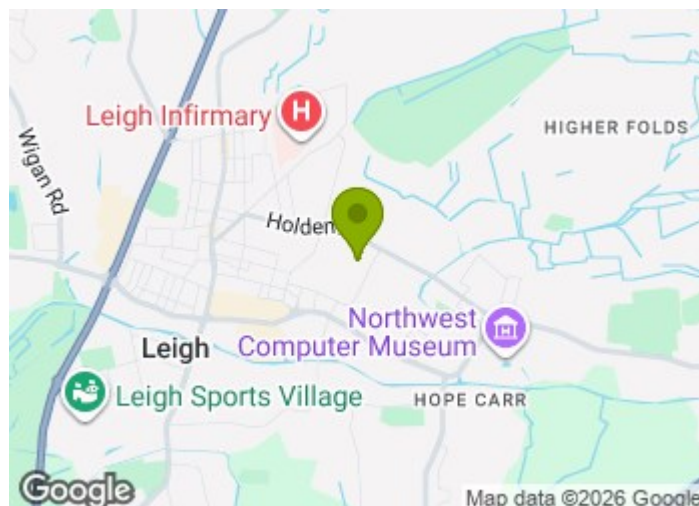 Leigh Infirmary
H
HIGHER FOLDS
Wigan Rd
Holden
Northwest
Computer Museum
Leigh
Leigh Sports Village
HOPE CARR
Google
Map data ©2026 Google